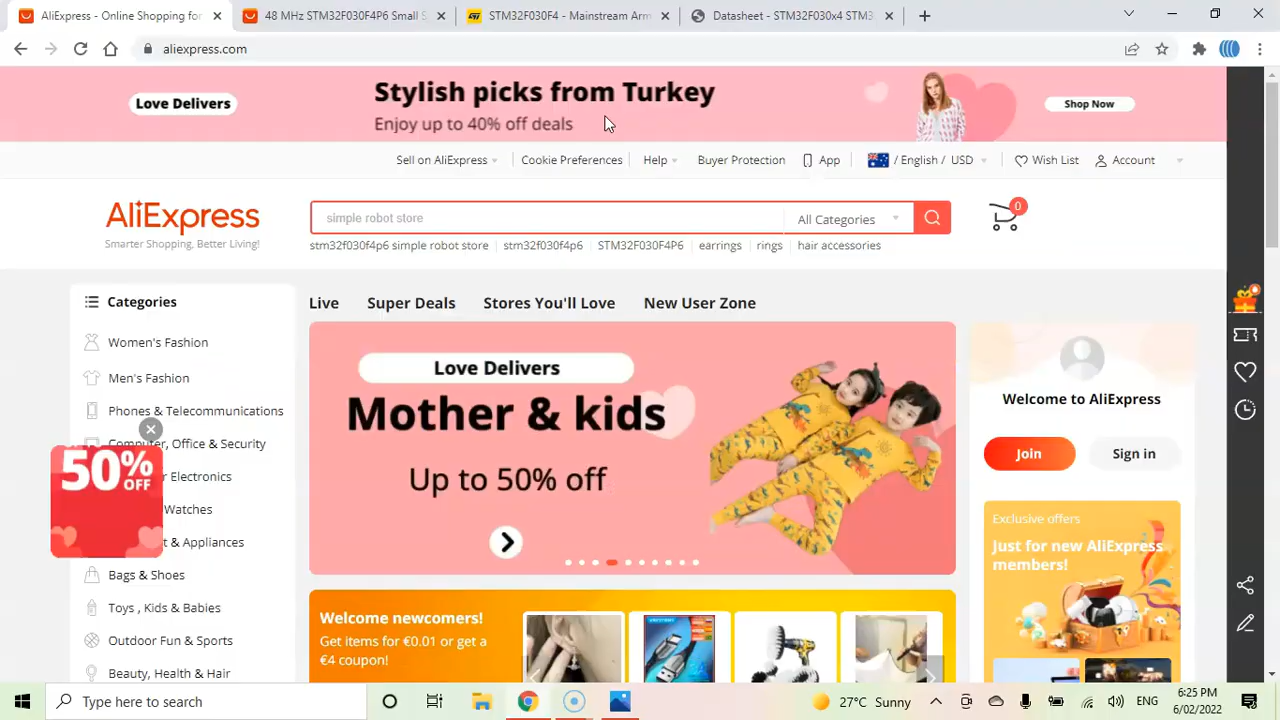 AliExpress - Online Shopping for
48 MHz STM32F030F4P6 Small S
STM32F030F4 - Mainstream Arm
Datasheet - STM32F030x4 STM3
aliexpress.com
Love Delivers
Stylish picks from Turkey
Enjoy up to 40% off deals
Shop Now
Sell on AliExpress
Cookie Preferences
Help
Buyer Protection
App
/ English / USD
Wish List
Account
AliExpress
Smarter Shopping, Better Living!
simple robot store
All Categories
0
stm32f030f4p6 simple robot store
stm32f030f4p6
STM32F030F4P6
earrings
rings
hair accessories
Categories
Women's Fashion
Men's Fashion
Phones & Telecommunications
Computer, Office & Security
r Electronics
Watches
t & Appliances
Bags & Shoes
Toys , Kids & Babies
Outdoor Fun & Sports
Beauty, Health & Hair
50%
OFF
Live
Super Deals
Stores You'll Love
New User Zone
Love Delivers
Mother & kids
Up to 50% off
Welcome to AliExpress
Join
Sign in
Exclusive offers
Just for new AliExpress
members!
Welcome newcomers!
Get items for €0.01 or get a
€4 coupon!
Type here to search
27°C Sunny
ENG
6:25 PM
6/02/2022